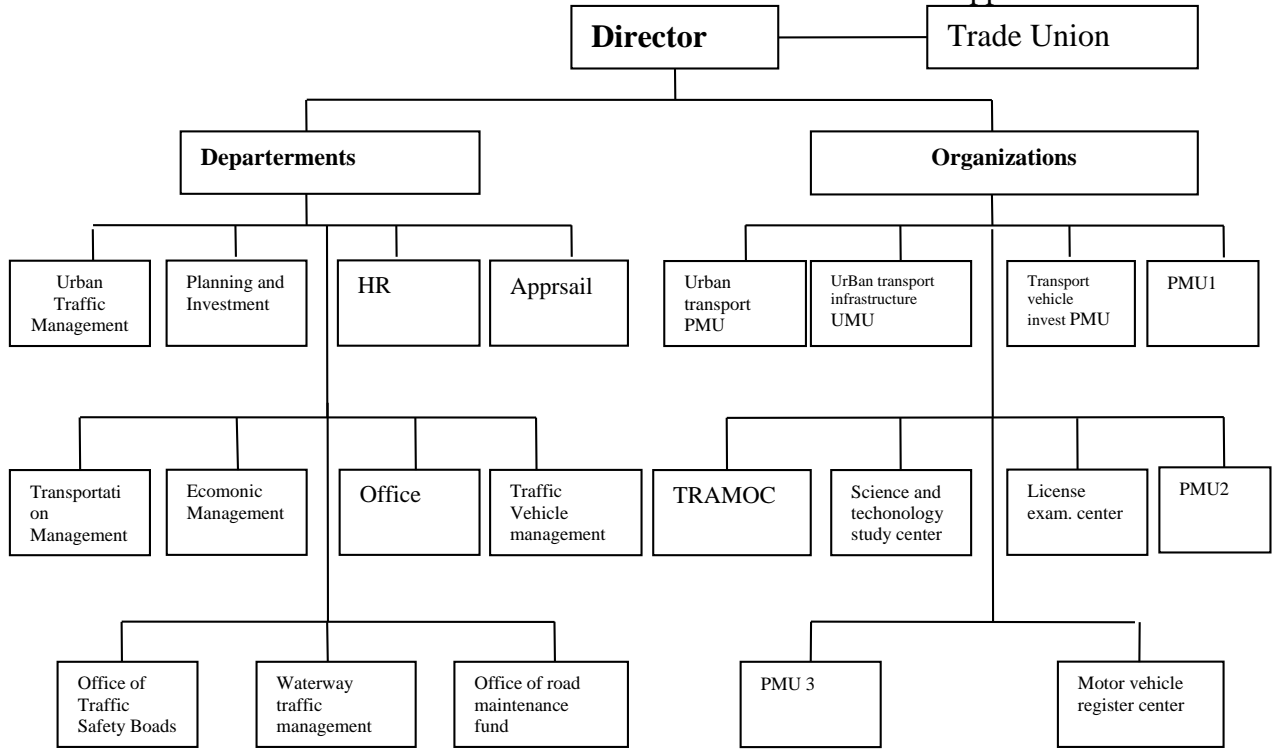 Director
Trade Union
Departerments
Organizations
Urban
Traffic
Management
Planning and
Investment
HR
Apprsail
Urban
transport
PMU
UrBan transport
infrastructure
UMU
Transport
vehicle
invest PMU
PMU1
Transportati
on
Management
Ecomonic
Management
Office
Traffic
Vehicle
management
TRAMOC
Science and
techonology
study center
License
exam. center
PMU2
Office of
Traffic
Safety Boads
Waterway
traffic
management
Office of road
maintenance
fund
PMU 3
Motor vehicle
register center